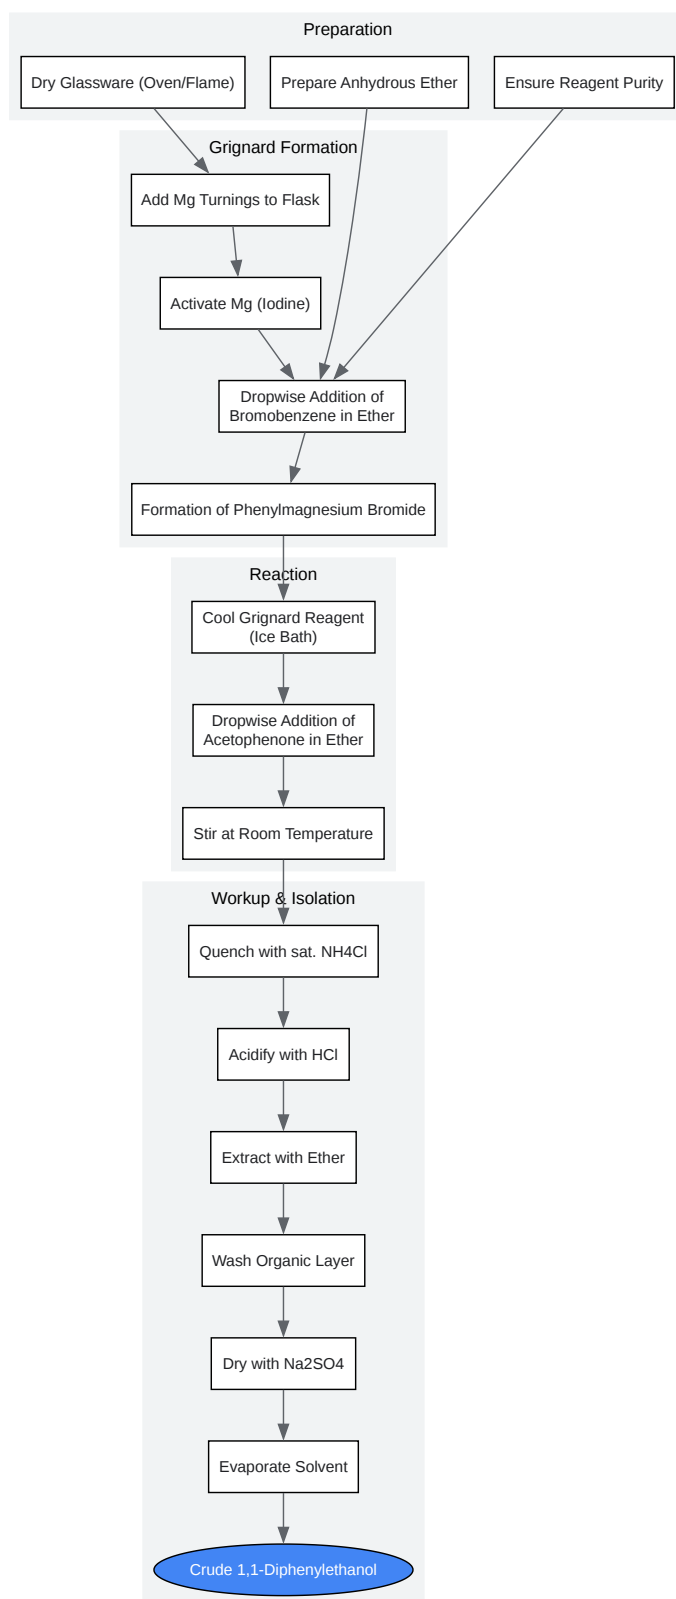 Preparation
Dry Glassware (Oven/Flame)
Prepare Anhydrous Ether
Ensure Reagent Purity
Grignard Formation
Add Mg Turnings to Flask
Activate Mg (Iodine)
Dropwise Addition of
Bromobenzene in Ether
Formation of Phenylmagnesium Bromide
Reaction
Cool Grignard Reagent
(Ice Bath)
Dropwise Addition of
Acetophenone in Ether
Stir at Room Temperature
Workup & Isolation
Quench with sat. NH4Cl
Acidify with HCl
Extract with Ether
Wash Organic Layer
Dry with Na2SO4
Evaporate Solvent
Crude 1,1-Diphenylethanol